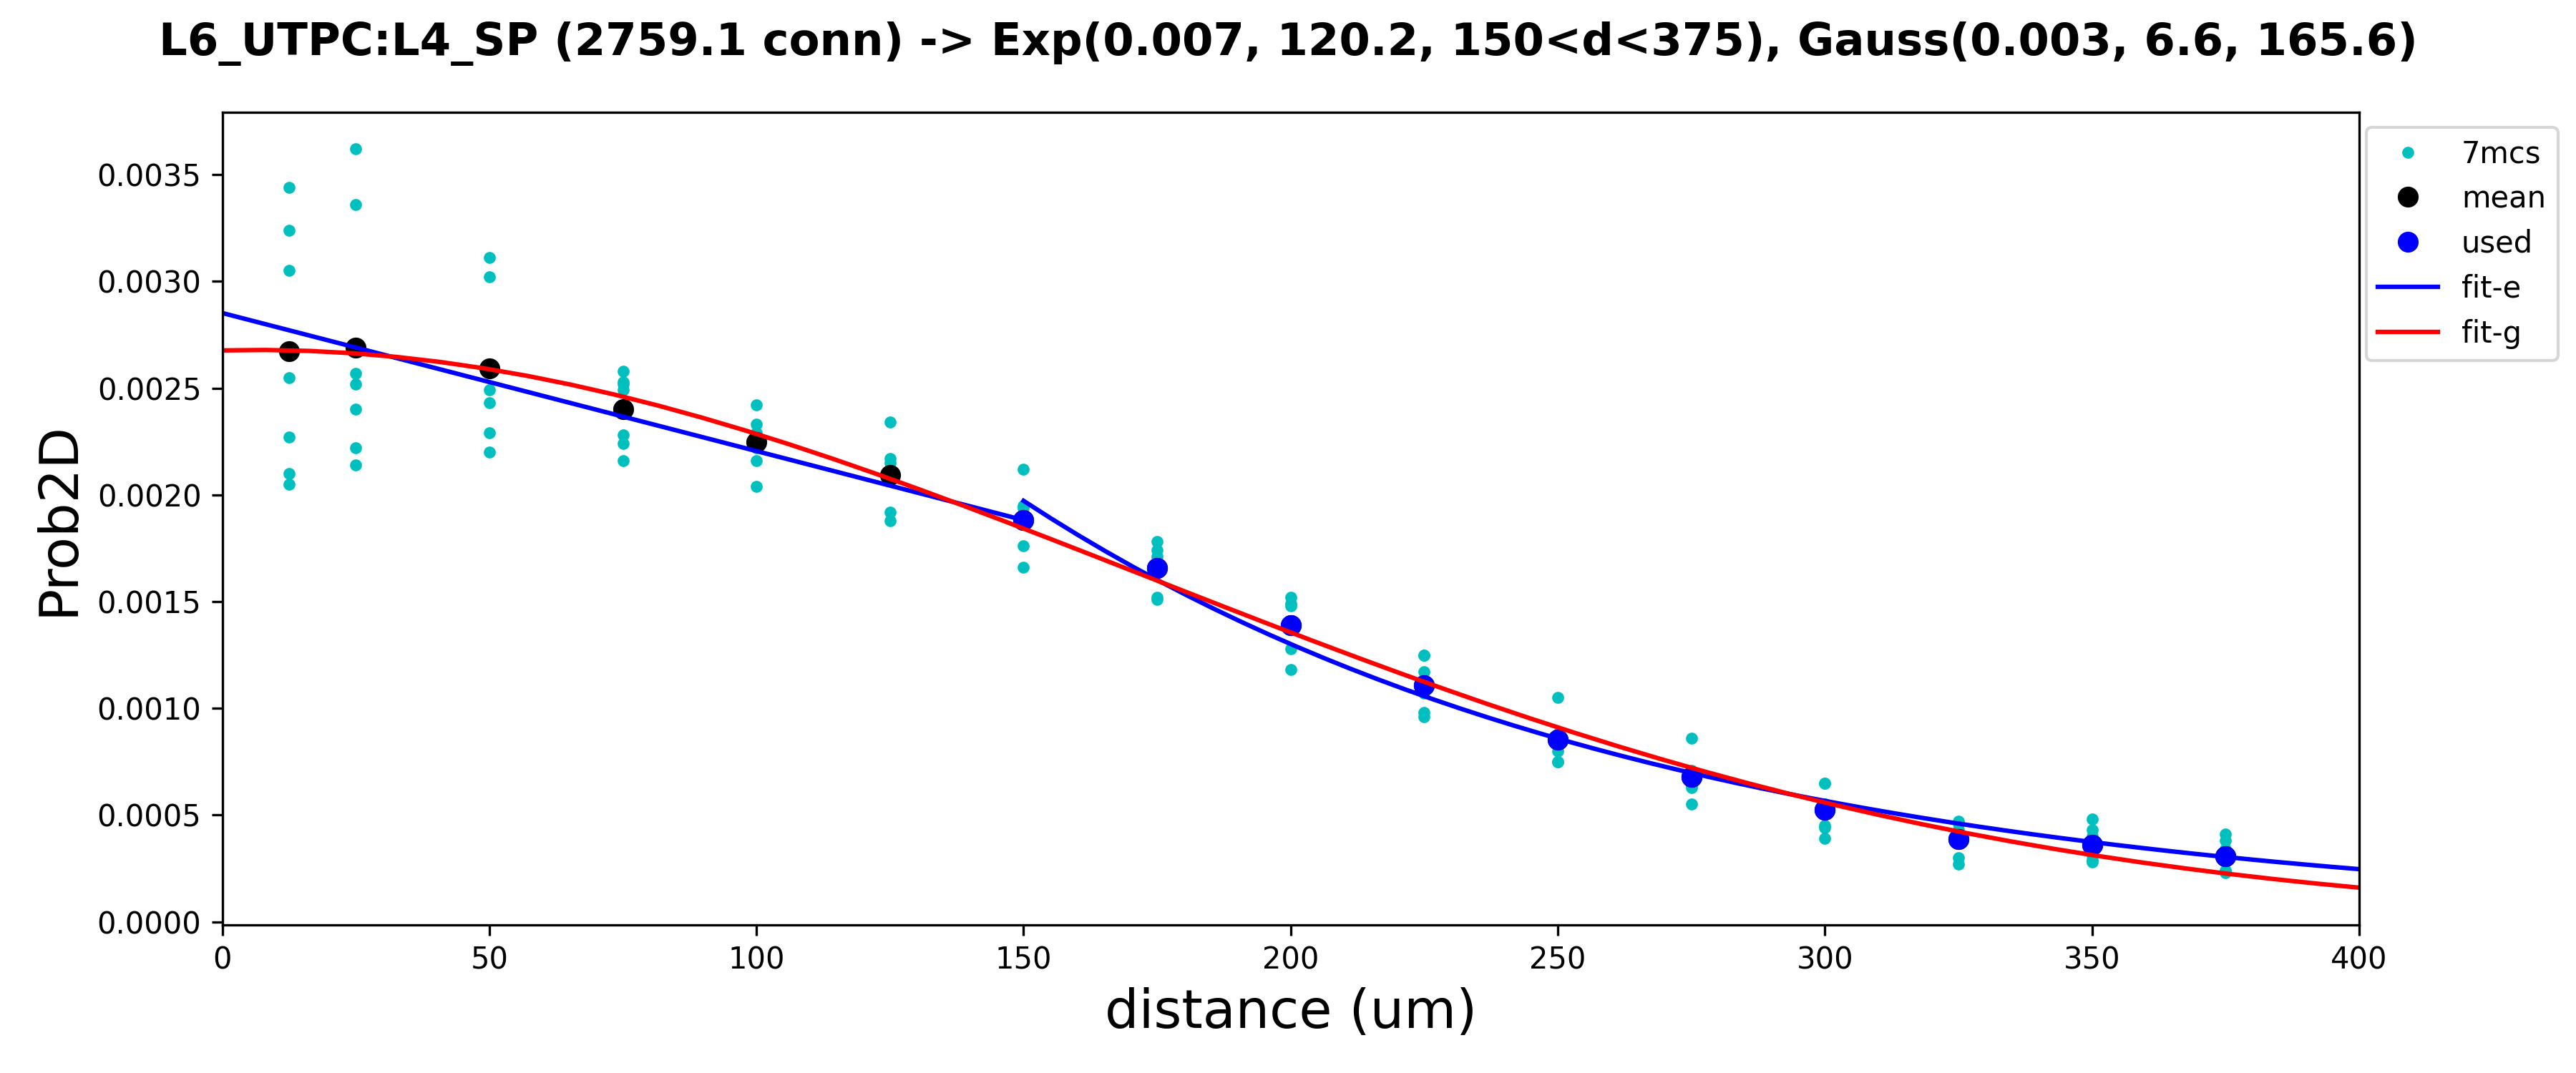 L6_UTPC:L4_SP (2759.1 conn) -> Exp(0.007, 120.2, 150<d<375), Gauss(0.003, 6.6, 165.6)
7mcs
mean
used
fit-e
fit-g
Prob2D
0.0035
0.0030
0.0025
0.0020
0.0015
0.0010
0.0005
0.0000
0 50 100 150 200 250 300 350 400
distance (um)